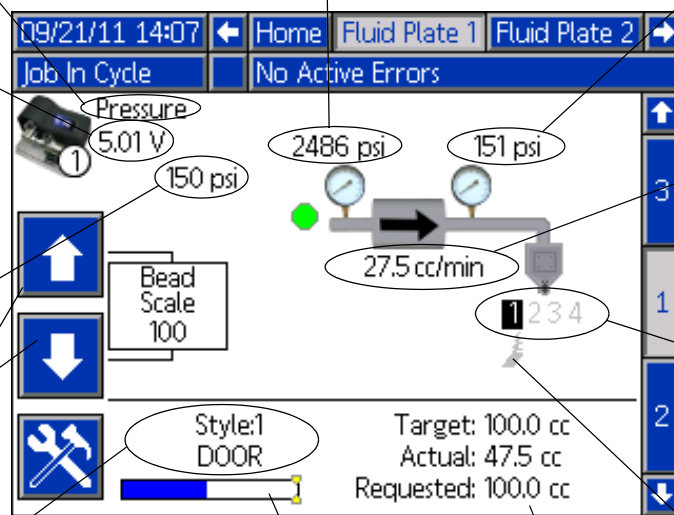 09/21/11 14:07 Home Fluid Plate 1 Fluid Plate 2
Job In Cycle No Active Errors
Pressure
5.01 V
1
150 psi
2486 psi 151 psi
27.5 cc/min
Bead
Scale
100
1 2 3 4
3
1
2
Style:1
DOOR
Target: 100.0 cc
Actual: 47.5 cc
Requested: 100.0 cc